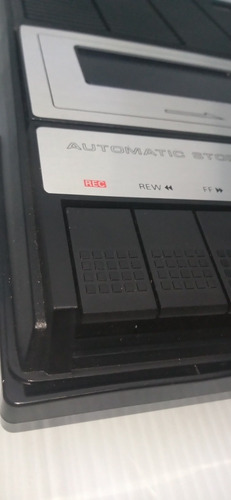 AUTOMATIC STO
REC REW ◀◀ FF ▶▶